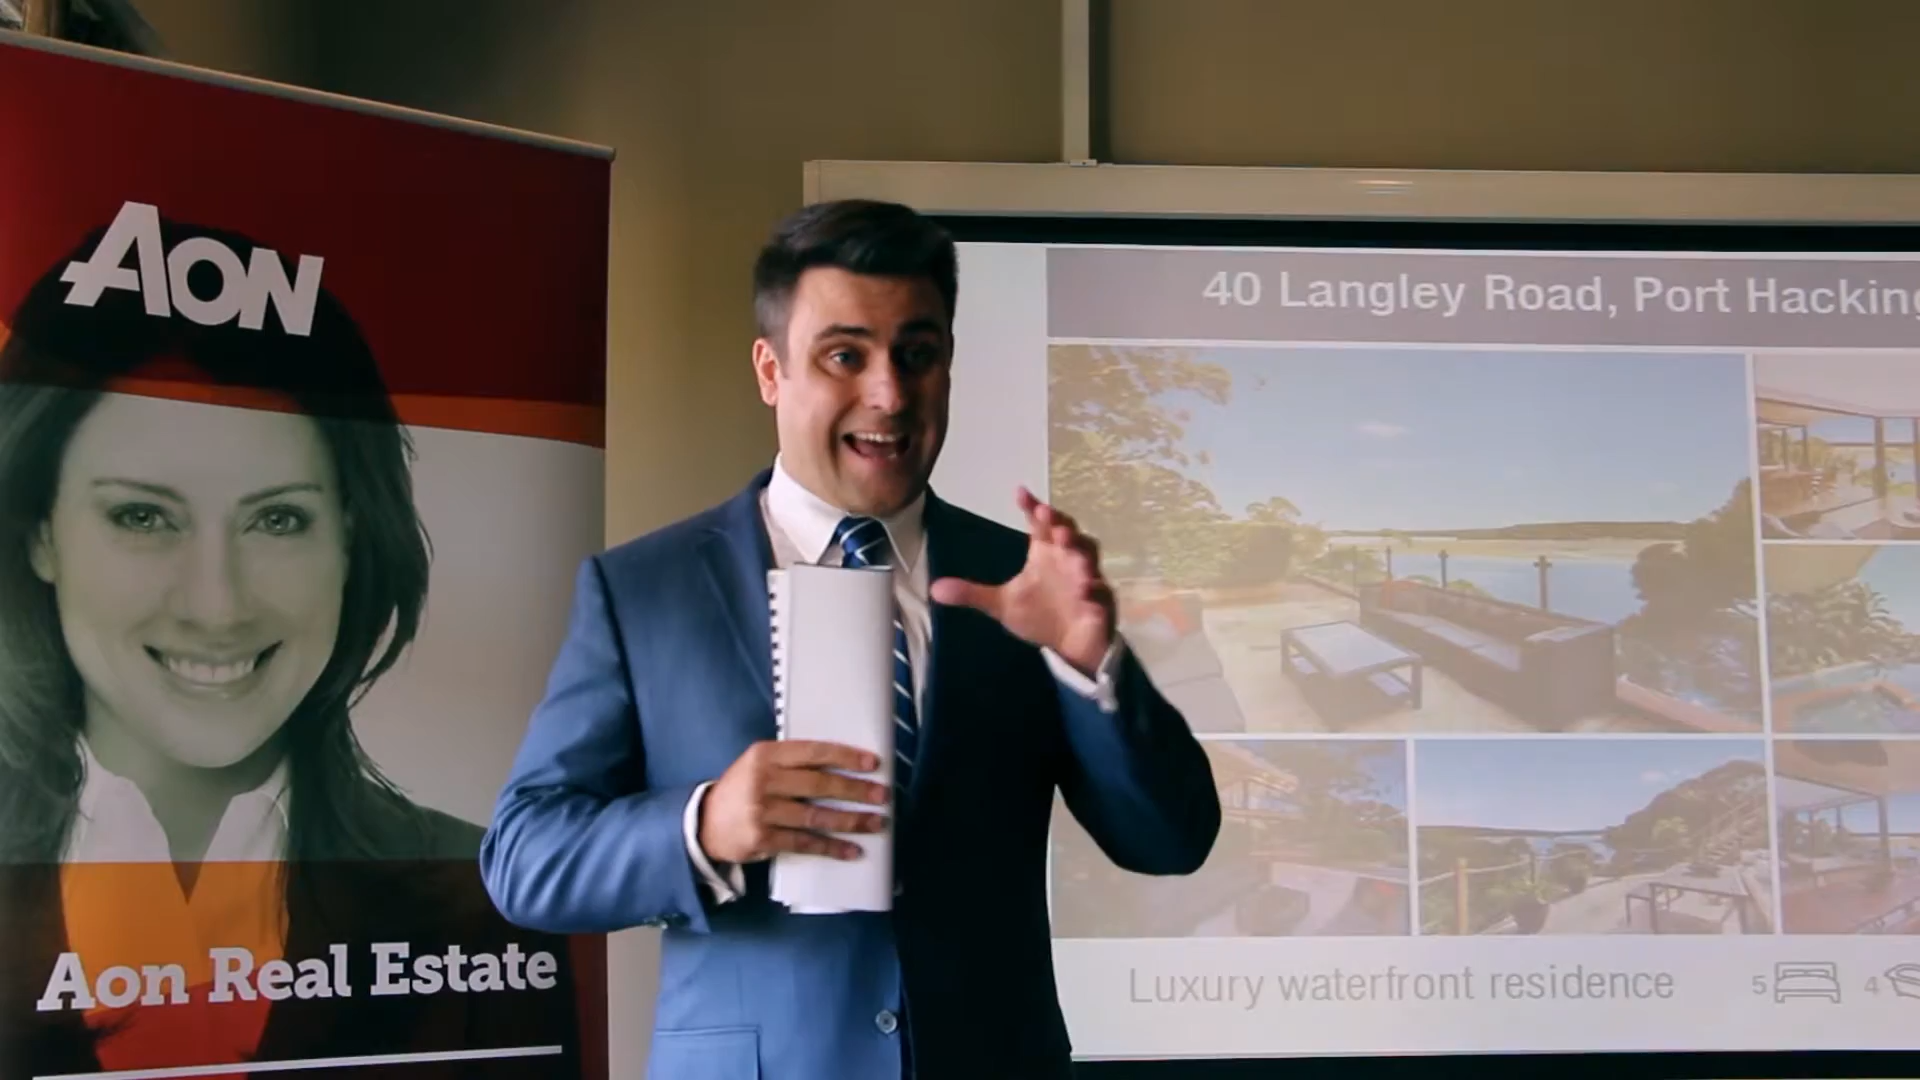 AON
Aon Real Estate
40 Langley Road, Port Hacking
Luxury waterfront residence 5 4